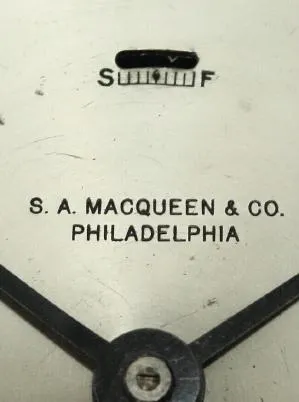 S F
S. A. MACQUEEN & CO.
PHILADELPHIA